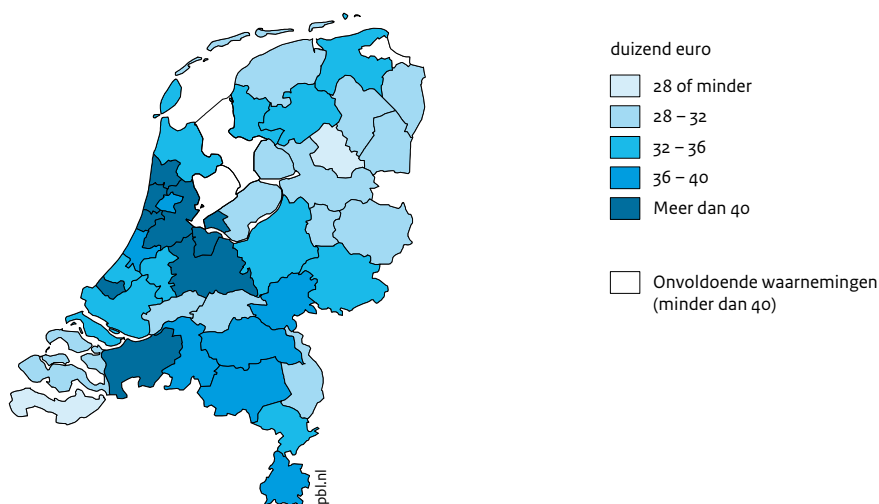 duizend euro
28 of minder
28 – 32
32 – 36
36 – 40
Meer dan 40
Onvoldoende waarnemingen
(minder dan 40)
pbl.nl